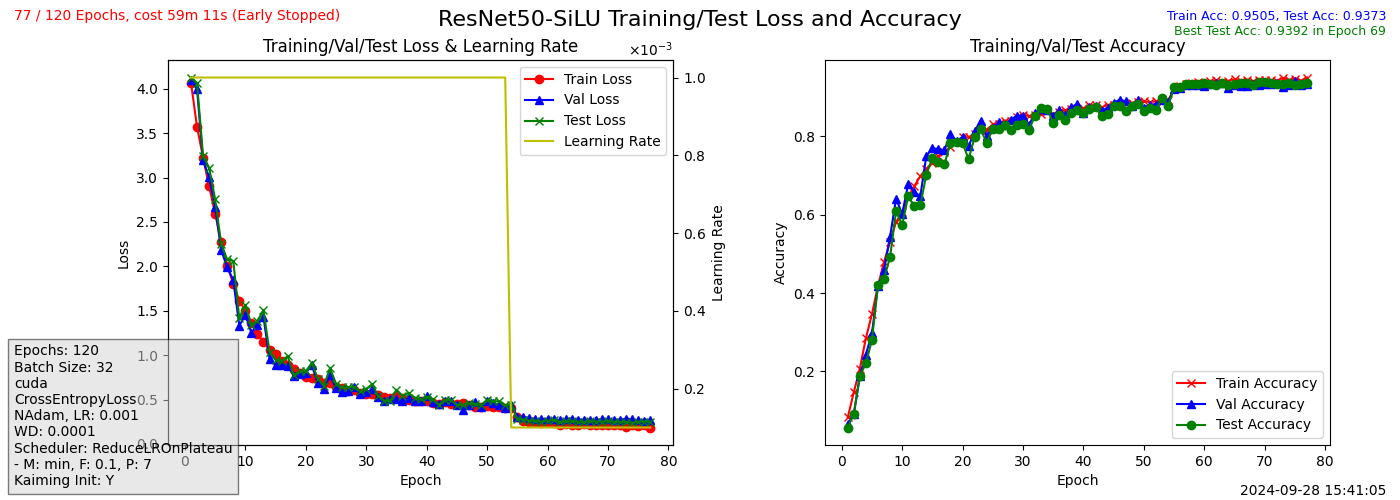 77 / 120 Epochs, cost 59m 11s (Early Stopped)
ResNet50-SiLU Training/Test Loss and Accuracy
Train Acc: 0.9505, Test Acc: 0.9373
Best Test Acc: 0.9392 in Epoch 69
Training/Val/Test Loss & Learning Rate
×10⁻³
Train Loss
Val Loss
Test Loss
Learning Rate
4.0
3.5
3.0
2.5
2.0
1.5
1.0
0.5
0.0
Loss
1.0
0.8
0.6
0.4
0.2
Learning Rate
0 10 20 30 40 50 60 70 80
Epoch
Epochs: 120
Batch Size: 32
cuda
CrossEntropyLoss
NAdam, LR: 0.001
WD: 0.0001
Scheduler: ReduceLROnPlateau
- M: min, F: 0.1, P: 7
Kaiming Init: Y
Training/Val/Test Accuracy
0.8
0.6
0.4
0.2
Accuracy
Train Accuracy
Val Accuracy
Test Accuracy
0 10 20 30 40 50 60 70 80
Epoch
2024-09-28 15:41:05